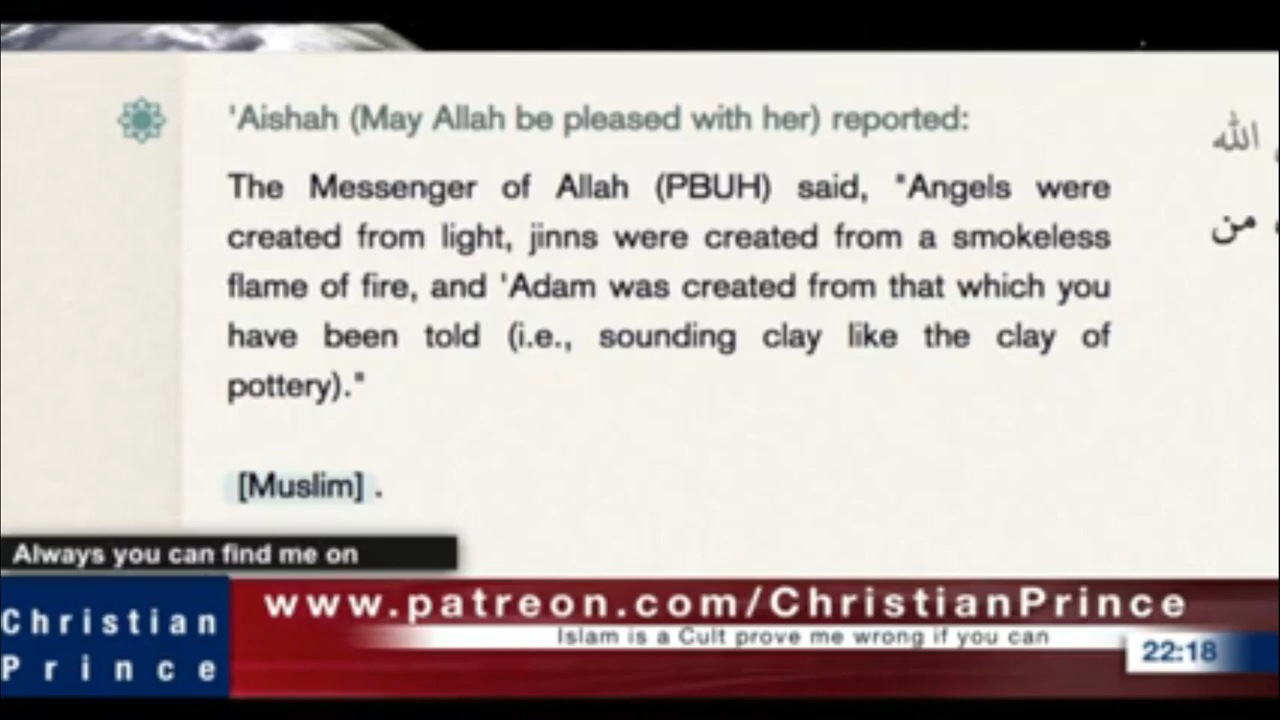 'Aishah (May Allah be pleased with her) reported:
الله
The Messenger of Allah (PBUH) said, "Angels were
created from light, jinns were created from a smokeless
من
flame of fire, and 'Adam was created from that which you
have been told (i.e., sounding clay like the clay of
pottery)."
[Muslim] .
Always you can find me on
www.patreon.com/ChristianPrince
Christian
Prince
Islam is a Cult prove me wrong if you can
22:18